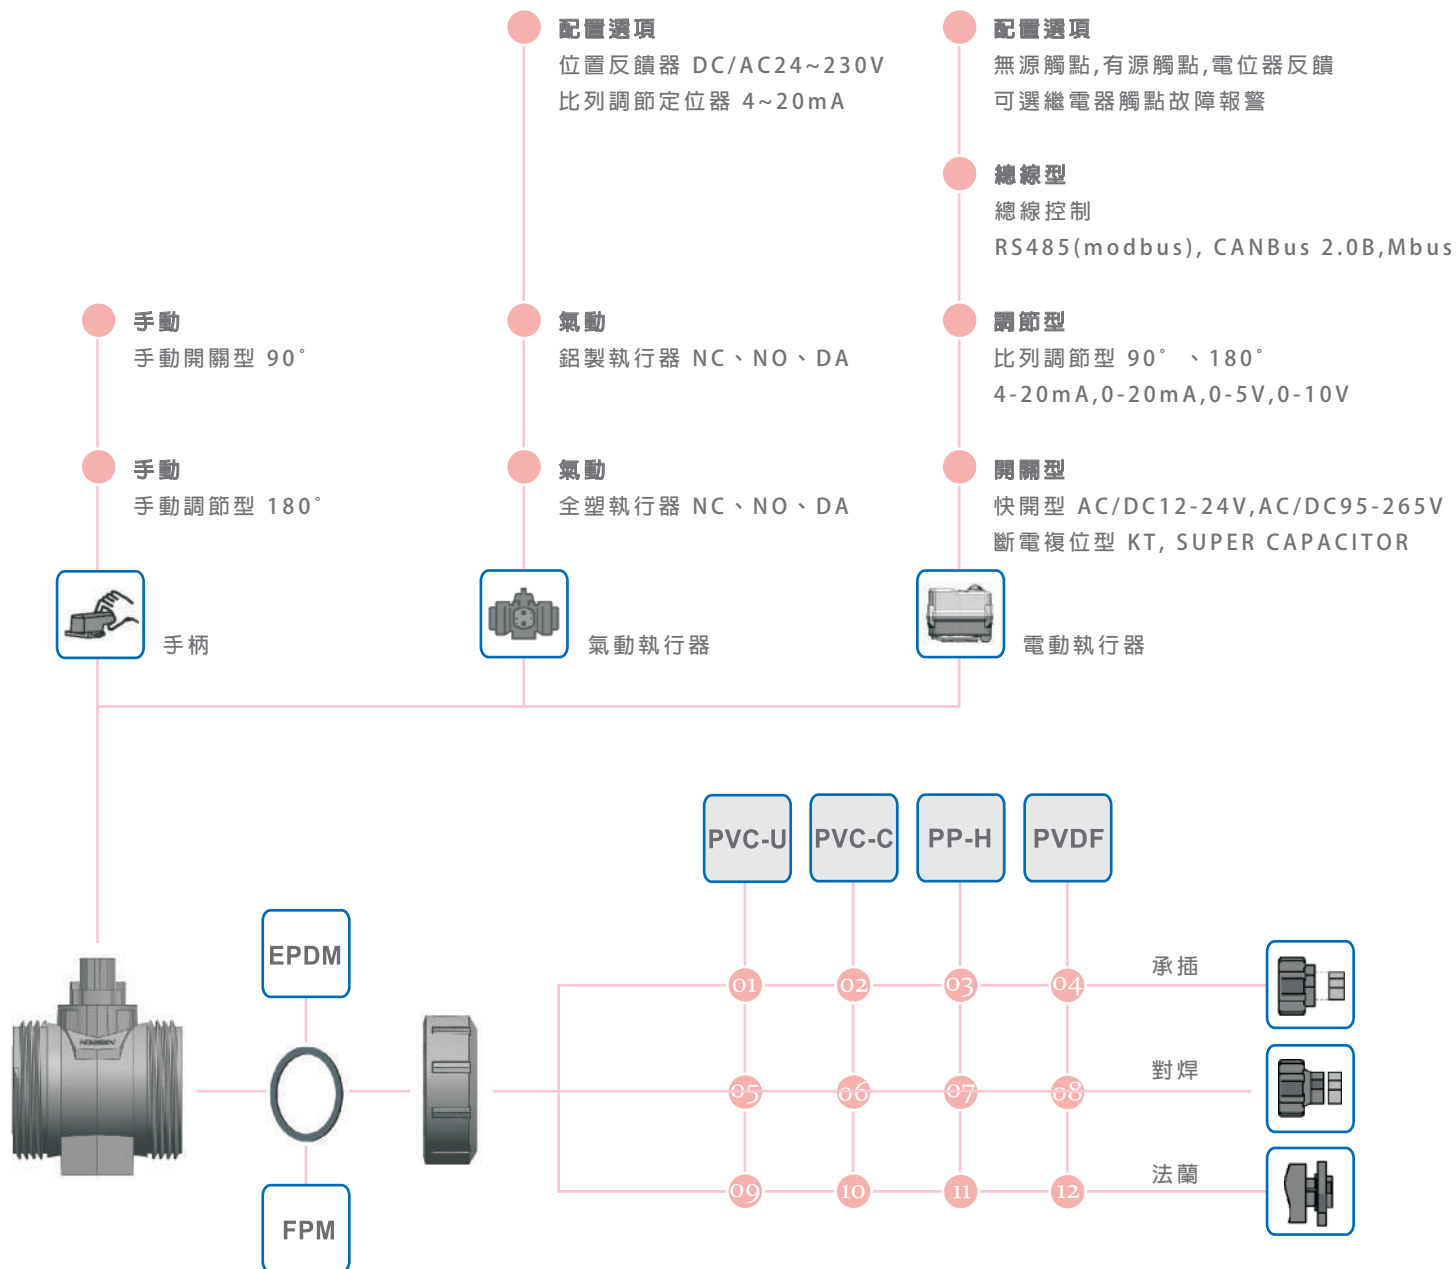 配置選項
位置反饋器 DC/AC24~230V
比列調節定位器 4~20mA
配置選項
無源觸點,有源觸點,電位器反饋
可選繼電器觸點故障報警
總線型
總線控制
RS485(modbus), CANBus 2.0B,Mbus
手動
手動開關型 90°
氣動
鋁製執行器 NC、NO、DA
調節型
比列調節型 90° 、180°
4-20mA,0-20mA,0-5V,0-10V
手動
手動調節型 180°
氣動
全塑執行器 NC、NO、DA
開關型
快開型 AC/DC12-24V,AC/DC95-265V
斷電複位型 KT, SUPER CAPACITOR
手柄
氣動執行器
電動執行器
PVC-U
PVC-C
PP-H
PVDF
EPDM
FPM
01
02
03
04
承插
05
06
07
08
對焊
09
10
11
12
法蘭